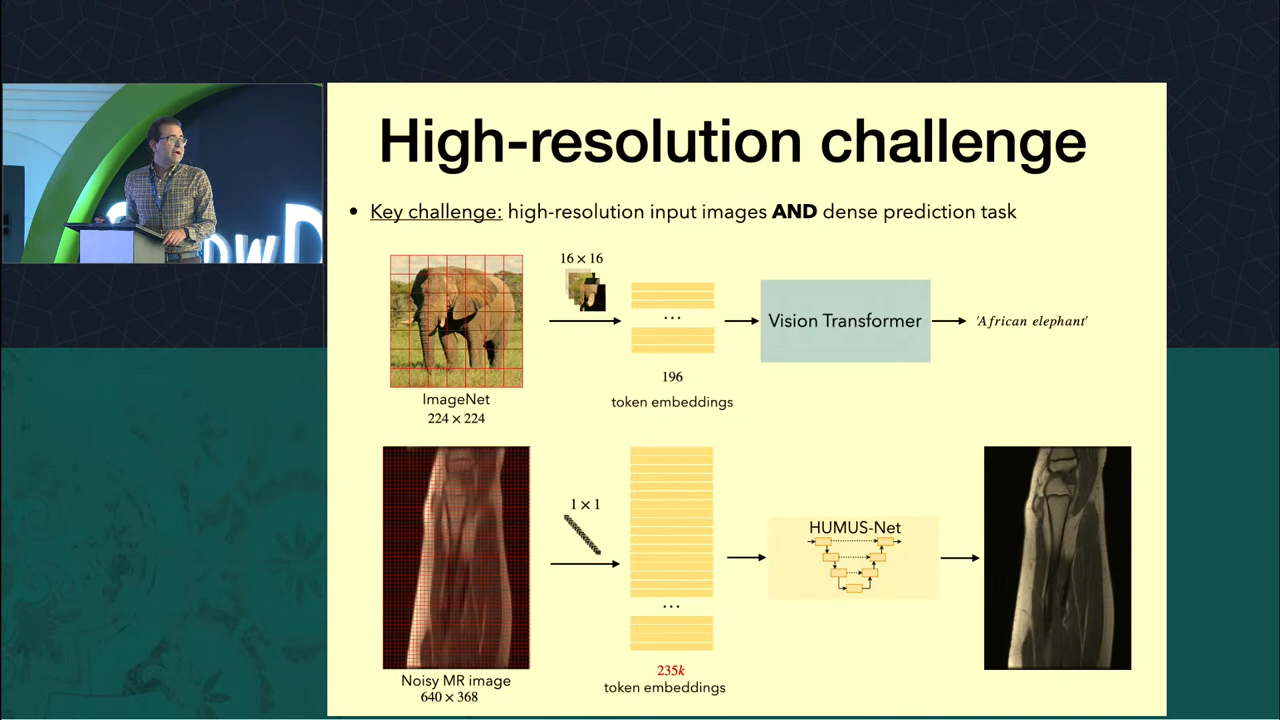 High-resolution challenge
• Key challenge: high-resolution input images AND dense prediction task
16 × 16
...
Vision Transformer
'African elephant'
196
token embeddings
ImageNet
224 × 224
1 × 1
HUMUS-Net
...
235k
token embeddings
Noisy MR image
640 × 368